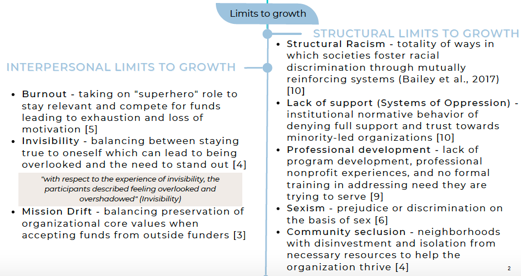 Limits to growth
INTERPERSONAL LIMITS TO GROWTH
• Burnout - taking on "superhero" role to
stay relevant and compete for funds
leading to exhaustion and loss of
motivation [5]
• Invisibility - balancing between staying
true to oneself which can lead to being
overlooked and the need to stand out [4]
"with respect to the experience of invisibility, the
participants described feeling overlooked and
overshadowed" (Invisibility)
• Mission Drift - balancing preservation of
organizational core values when
accepting funds from outside funders [3]
STRUCTURAL LIMITS TO GROWTH
• Structural Racism - totality of ways in
which societies foster racial
discrimination through mutually
reinforcing systems (Bailey et al., 2017)
[10]
• Lack of support (Systems of Oppression) -
institutional normative behavior of
denying full support and trust towards
minority-led organizations [10]
• Professional development - lack of
program development, professional
nonprofit experiences, and no formal
training in addressing need they are
trying to serve [9]
• Sexism - prejudice or discrimination on
the basis of sex [6]
• Community seclusion - neighborhoods
with disinvestment and isolation from
necessary resources to help the
organization thrive [4]
2